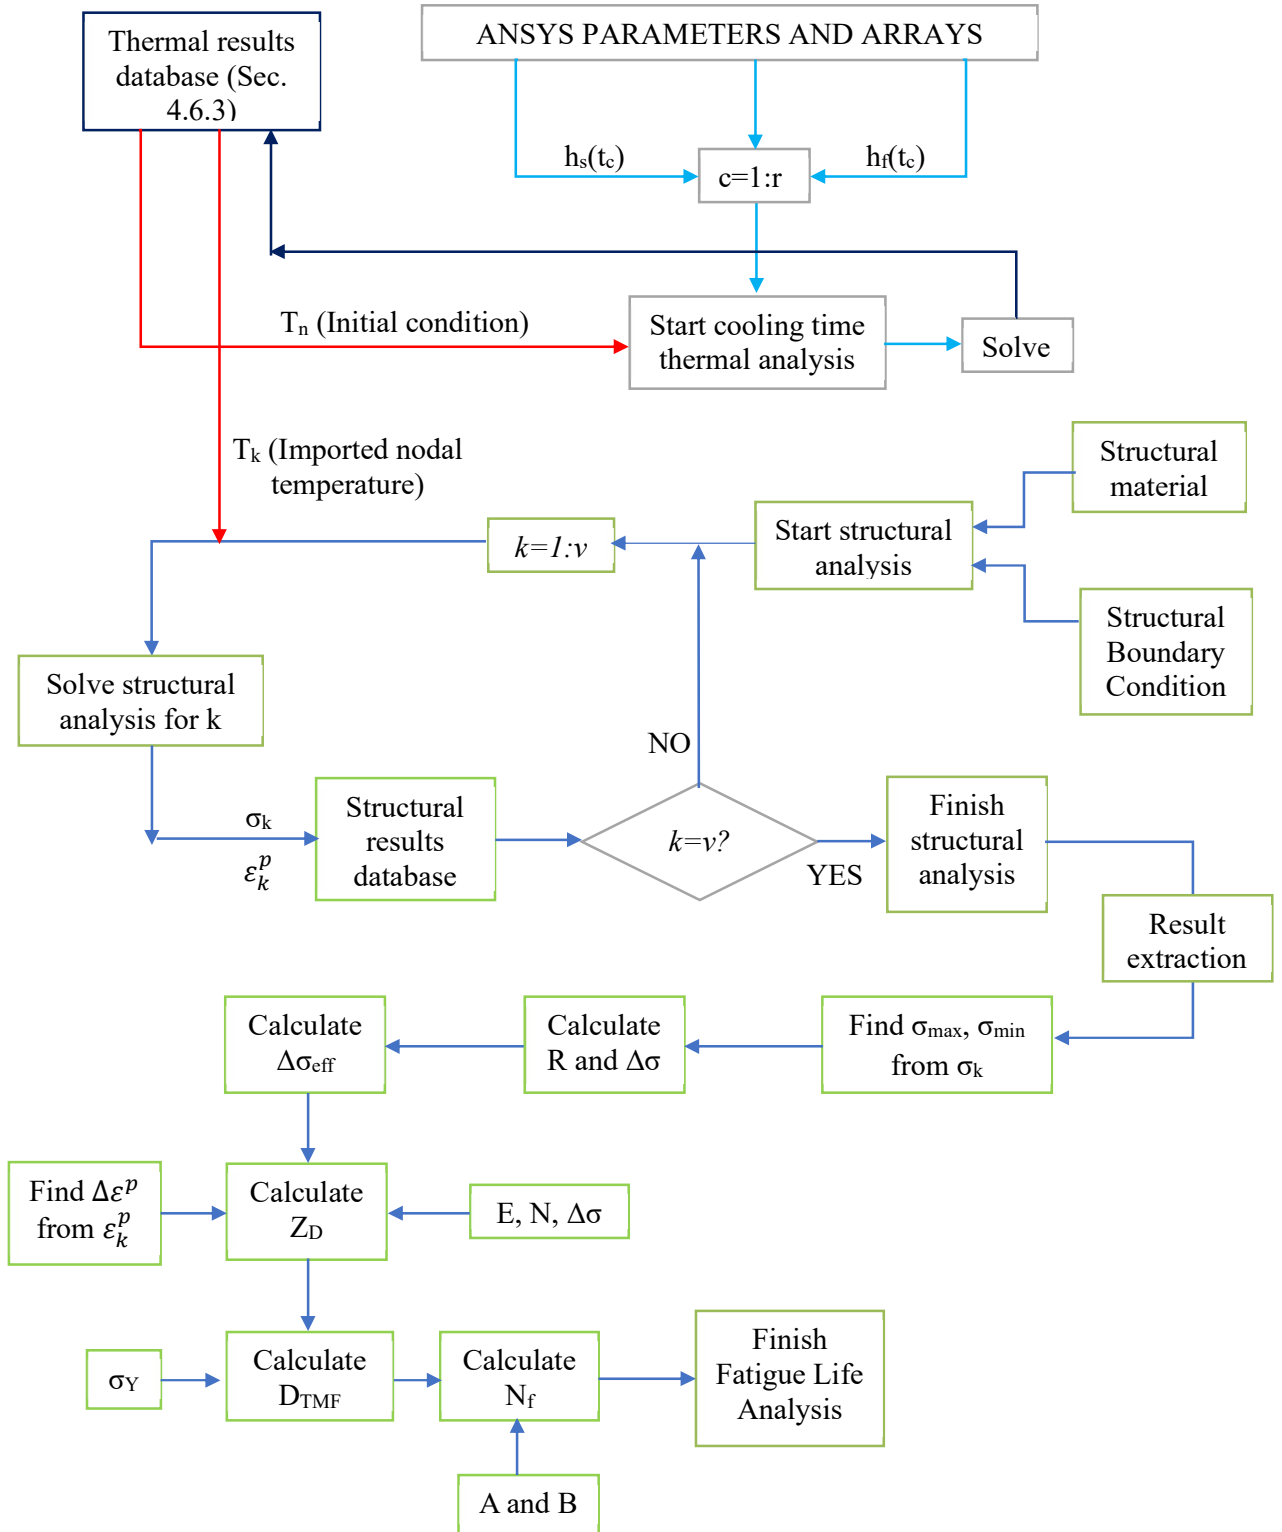 Thermal results
database (Sec.
4.6.3)
ANSYS PARAMETERS AND ARRAYS
hs(tc)
hf(tc)
c=1:r
Tn (Initial condition)
Start cooling time
thermal analysis
Solve
Tk (Imported nodal
temperature)
Structural
material
k=1:v
Start structural
analysis
Structural
Boundary
Condition
Solve structural
analysis for k
NO
σk
εkp
Structural
results
database
k=v?
YES
Finish
structural
analysis
Result
extraction
Calculate
Δσeff
Calculate
R and Δσ
Find σmax, σmin
from σk
Find Δεp
from εkp
Calculate
ZD
E, N, Δσ
σY
Calculate
DTMF
Calculate
Nf
Finish
Fatigue Life
Analysis
A and B